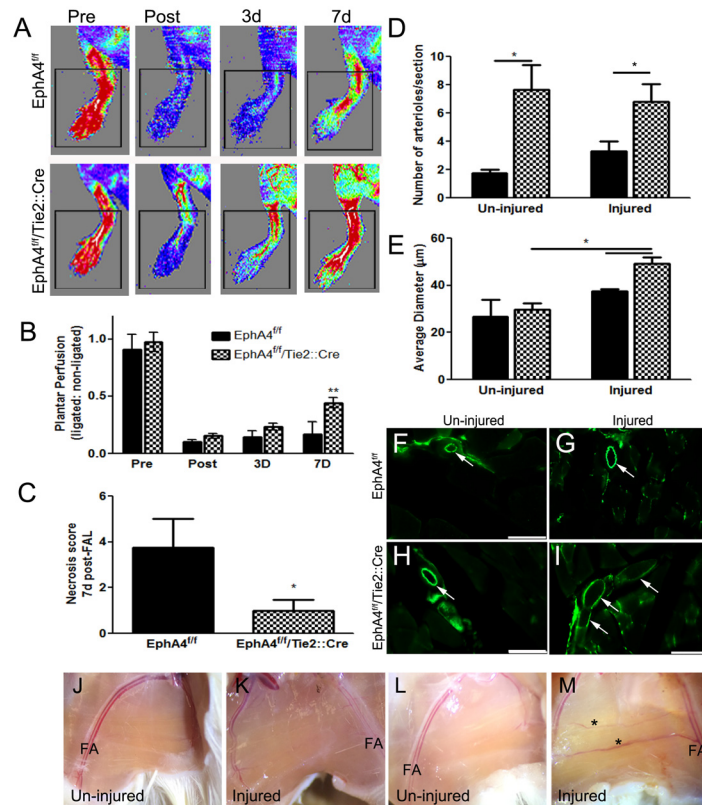 A
Pre Post 3d 7d
EphA4f/f
EphA4f/f/Tie2::Cre
B
Plantar Perfusion
(ligated: non-ligated)
1.0
0.5
0.0
EphA4f/f
EphA4f/f/Tie2::Cre
**
Pre Post 3D 7D
C
Necrosis score
7d post-FAL
6
4
2
0
*
EphA4f/f EphA4f/f/Tie2::Cre
D
Number of arterioles/section
10
8
6
4
2
0
* *
Un-injured Injured
E
Average Diameter (µm)
60
40
20
0
*
Un-injured Injured
Un-injured Injured
EphA4f/f
F G
EphA4f/f/Tie2::Cre
H I
J K L M
FA FA FA FA
* *
Un-injured Injured Un-injured Injured